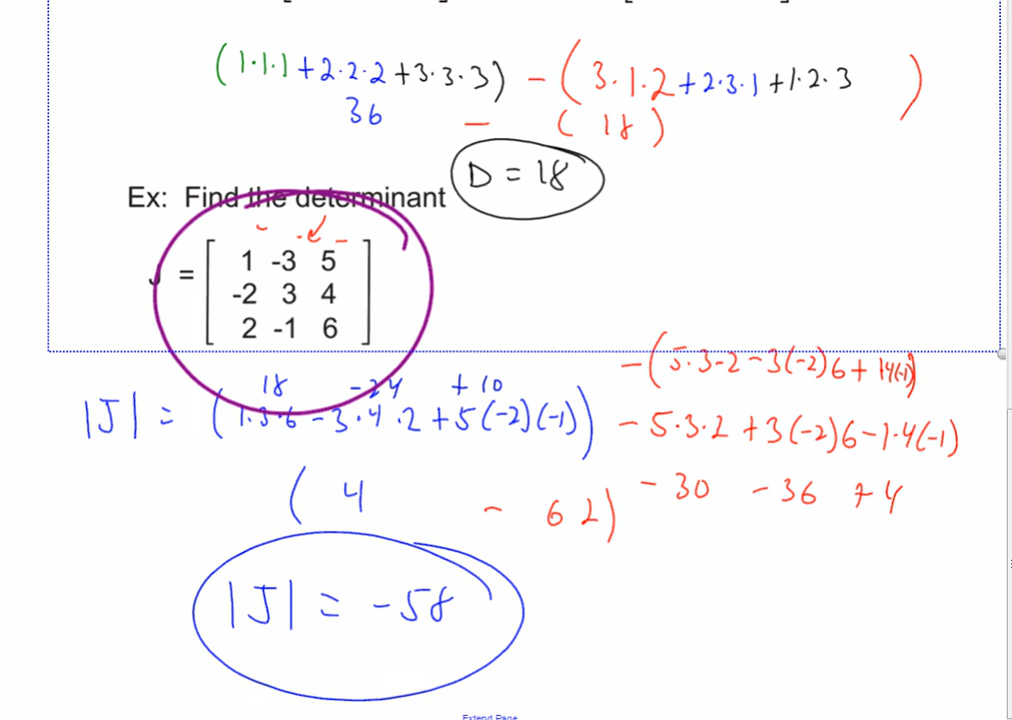 (1·1·1+2·2·2+3·3·3) - (3·1·2+2·3·1+1·2·3)
36 - (18)
D = 18
Ex: Find the determinant
J = [ 1 -3 5
-2 3 4
2 -1 6 ]
-(5·3·2-3(-2)6+14(-1))
18 -24 +10
|J| = (1·3·6-3·4·2+5(-2)(-1)) -5·3·2+3(-2)6-1·4(-1)
-30 -36 +4
(4 - 62)
|J| = -58
Extend Page